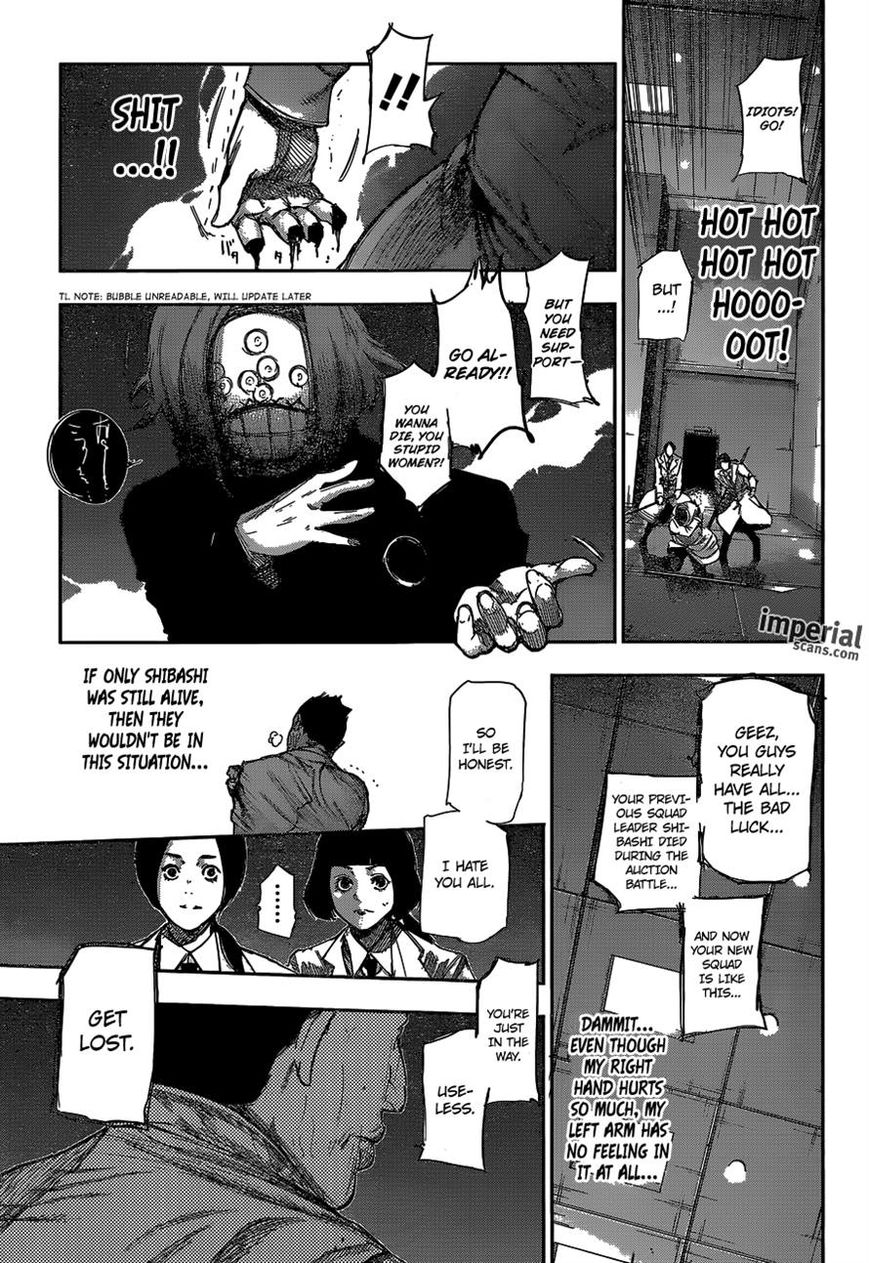 IDIOTS!
GO!
HOT HOT
HOT HOT
HOOO-
OOT!
BUT
...!
!!
SHIT
...!!
バタ
バタ
TL NOTE: BUBBLE UNREADABLE, WILL UPDATE LATER
BUT
YOU
NEED
SUP-
PORT—
GO AL-
READY!!
YOU
WANNA
DIE, YOU
STUPID
WOMEN?!
imperial
scans.com
GEEZ,
YOU GUYS
REALLY
HAVE ALL...
THE BAD
LUCK...
YOUR PREVI-
OUS SQUAD
LEADER SHI-
BASHI DIED
DURING THE
AUCTION
BATTLE...
AND NOW
YOUR NEW
SQUAD
IS LIKE
THIS...
DAMMIT...
EVEN THOUGH
MY RIGHT
HAND HURTS
SO MUCH, MY
LEFT ARM HAS
NO FEELING IN
IT AT ALL...
SO
I'LL BE
HONEST.
IF ONLY SHIBASHI
WAS STILL ALIVE,
THEN THEY
WOULDN'T BE IN
THIS SITUATION...
I HATE
YOU ALL.
....
YOU'RE
JUST
IN THE
WAY.
USE-
LESS.
GET
LOST.